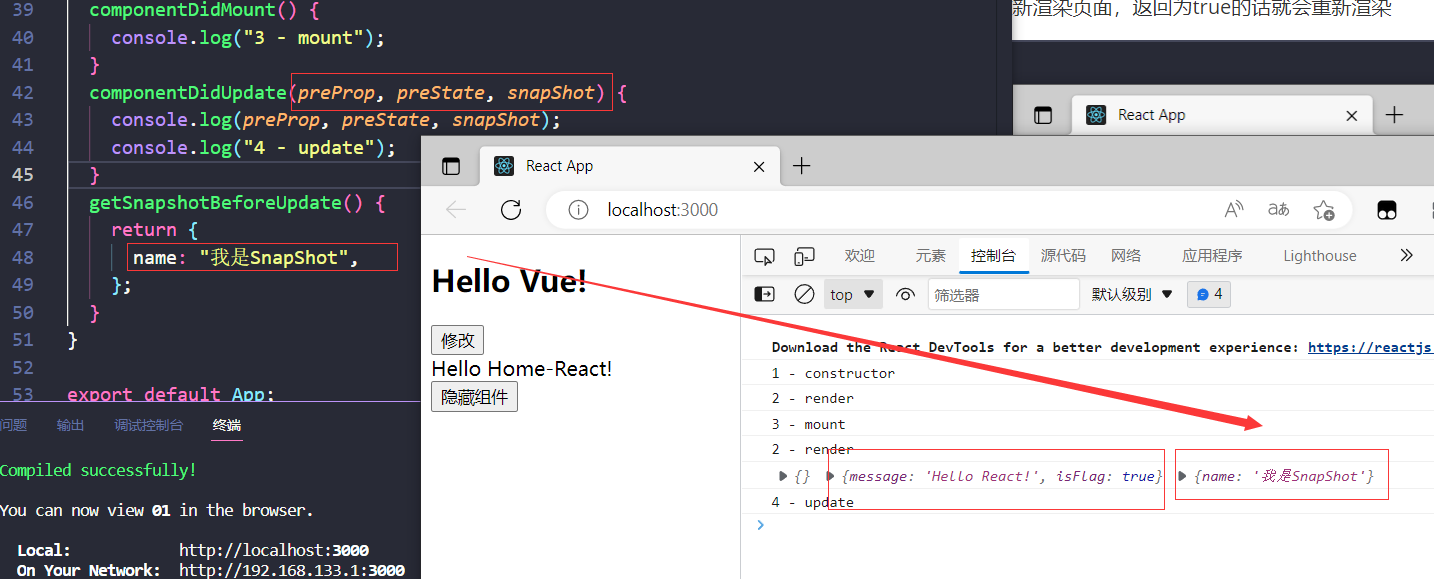 39 componentDidMount() {
40 console.log("3 - mount");
41 }
42 componentDidUpdate(preProp, preState, snapShot) {
43 console.log(preProp, preState, snapShot);
44 console.log("4 - update");
45 }
46 getSnapshotBeforeUpdate() {
47 return {
48 name: "我是SnapShot",
49 };
50 }
51 }
52
53 export default App;
问题 输出 调试控制台 终端
Compiled successfully!
You can now view 01 in the browser.
Local: http://localhost:3000
On Your Network: http://192.168.133.1:3000
新渲染页面，返回为true的话就会重新渲染
React App
React App
localhost:3000
Hello Vue!
修改
Hello Home-React!
隐藏组件
欢迎 元素 控制台 源代码 网络 应用程序 Lighthouse
top 筛选器 默认级别 4
Download the React DevTools for a better development experience: https://reactjs
1 - constructor
2 - render
3 - mount
2 - render
{} {message: 'Hello React!', isFlag: true} {name: '我是SnapShot'}
4 - update